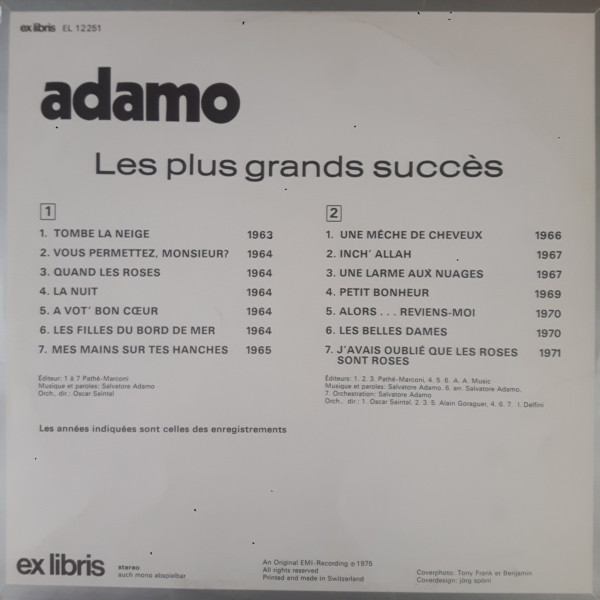 ex libris EL 12251
adamo
Les plus grands succès
1
1. TOMBE LA NEIGE 1963
2. VOUS PERMETTEZ, MONSIEUR? 1964
3. QUAND LES ROSES 1964
4. LA NUIT 1964
5. A VOT' BON CŒUR 1964
6. LES FILLES DU BORD DE MER 1964
7. MES MAINS SUR TES HANCHES 1965
Éditeur: 1 à 7 Pathé-Marconi
Musique et paroles: Salvatore Adamo
Orch., dir.: Oscar Saintal
Les années indiquées sont celles des enregistrements
2
1. UNE MÊCHE DE CHEVEUX 1966
2. INCH' ALLAH 1967
3. UNE LARME AUX NUAGES 1967
4. PETIT BONHEUR 1969
5. ALORS . . . REVIENS-MOI 1970
6. LES BELLES DAMES 1970
7. J'AVAIS OUBLIÉ QUE LES ROSES 1971
SONT ROSES
Éditeurs: 1. 2. 3. Pathé-Marconi, 4. 5. 6. A. A. Music
Musique et paroles: Salvatore Adamo. 6. arr. Salvatore Adamo.
7. Orchestration: Salvatore Adamo
Orch., dir.: 1. Oscar Saintal, 2. 3. 5. Alain Goraguer, 4. 6. 7. I. Delfini
ex libris
stereo
auch mono abspielbar
An Original EMI-Recording ℗ 1975
All rights reserved
Printed and made in Switzerland
Coverphoto: Tony Frank et Benjamin
Coverdesign: jörg spörri